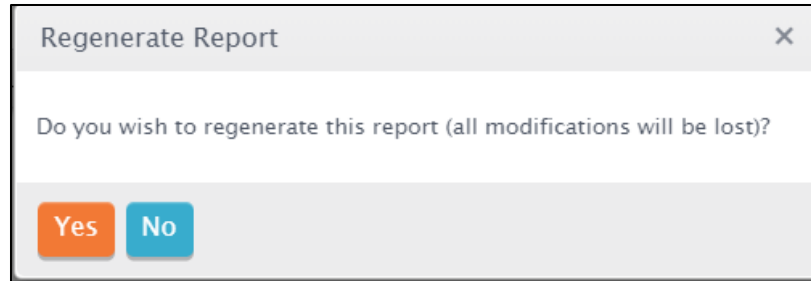 Regenerate Report
Do you wish to regenerate this report (all modifications will be lost)?
Yes No